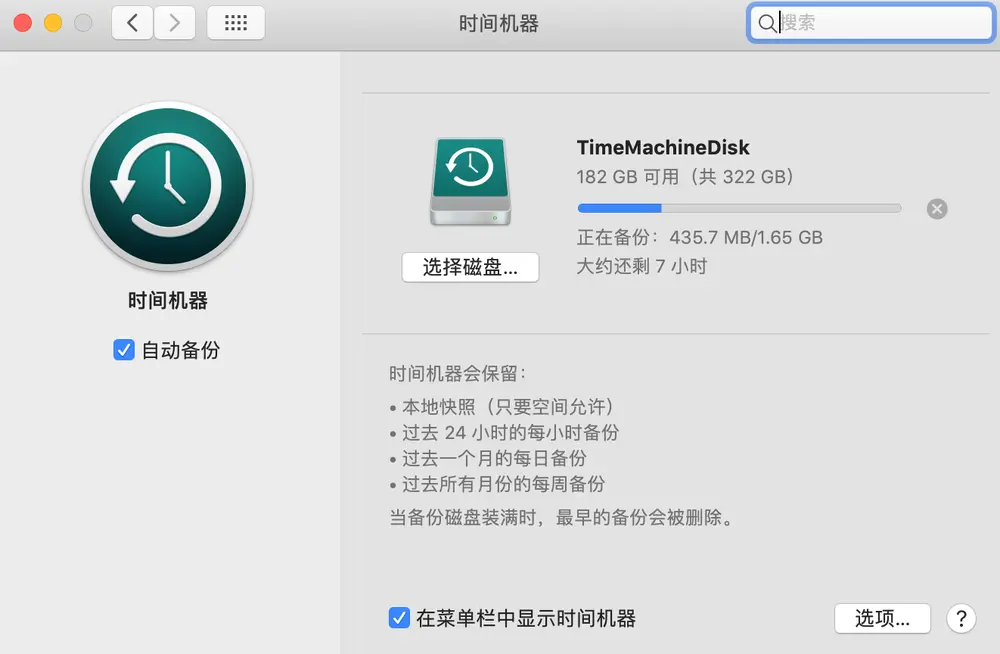 时间机器
搜索
TimeMachineDisk
182 GB 可用（共 322 GB）
正在备份：435.7 MB/1.65 GB
大约还剩 7 小时
选择磁盘...
时间机器
自动备份
时间机器会保留：
• 本地快照（只要空间允许）
• 过去 24 小时的每小时备份
• 过去一个月的每日备份
• 过去所有月份的每周备份
当备份磁盘装满时，最早的备份会被删除。
在菜单栏中显示时间机器
选项...
?